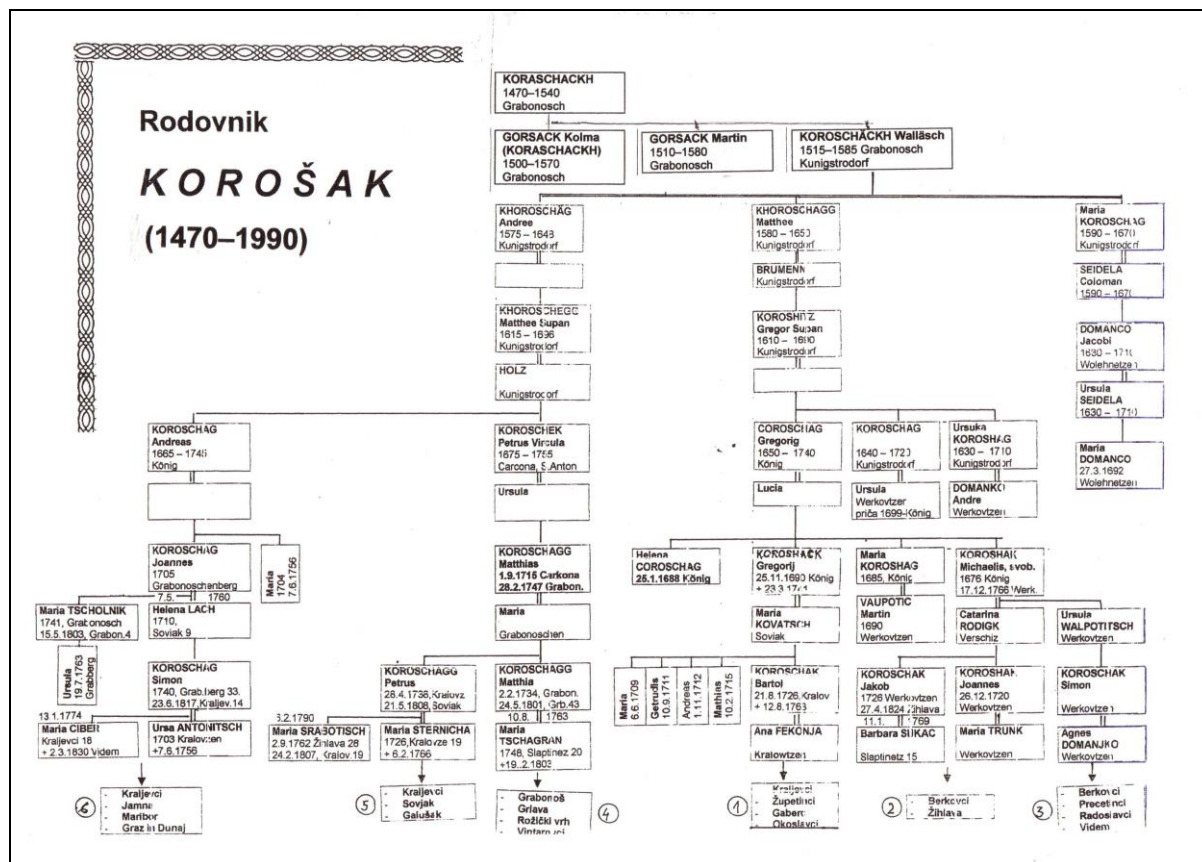 Rodovnik
KOROŠAK
(1470–1990)
KORASCHACKH
1470–1540
Grabonosch
GORSACK Kolma
(KORASCHACKH)
1500–1570
Grabonosch
GORSACK Martin
1510–1580
Grabonosch
KOROSCHÄCKH Walläsch
1515–1585 Grabonosch
Kunigstrodorf
KHOROSCHÄG
Andree
1575 –
Kunigstrodorf
KHOROSCHAGG
Matthee
1580 –
Kunigstrodorf
Maria
KOROSCHAG
1590 –
Kunigstrodorf
BRUMENN
Kunigstrodorf
SEIDELA
Coloman
1590 –
KHOROSCHEGG
Matthee Supan
1615 –
Kunigstrodorf
KOROSHITZ
Gregor Supan
1610 –
Kunigstrodorf
DOMANCO
Jacobi
1630 –
Wolehnetzen
HOLZ
Kunigstrodorf
Ursula
SEIDELA
1630 – 1710
KOROSCHAG
Andreas
1665 –
König
KOROSCHEK
Petrus Vircula
1675 –
Carcona, S.Anton
COROSCHAG
Gregorig
1650 – 1740
König
KOROSCHAG
1640 –
Kunigstrodorf
Ursuka
KOROSHAG
1630 – 1710
Kunigstrodorf
Maria
DOMANCO
27.3.1692
Wolehnetzen
Ursula
Lucia
Ursula
Werkovtzer
priča 1699-König
DOMANKO
Andre
Werkovtzen
KOROSCHAG
Joannes
1705
Grabonoschenberg
7.5. 1760
Maria
1704
7.6.1756
KOROSCHAGG
Matthias
1.9.1715 Carkona
28.2.1747 Grabon.
Helena
COROSCHAG
25.1.1688 König
KOROSHACK
Gregorij
25.11.1690 König
Maria
KOROSHAG
1685, König
KOROSHAK
Michaelis, svob.
1676 König
17.12.1766 Werk.
Maria TSCHOLNIK
1741, Grabonosch
15.5.1803, Grabon.4
Helena LACH
1710,
Soviak 9
Maria
Grabonoschen
Maria
KOVATSCH
Soviak
VAUPOTIC
Martin
1690
Werkovtzen
Catarina
RODIGK
Verschiz
Ursula
WALPOTITSCH
Werkovtzen
Ursula
19.7.1763
Grabberg
KOROSCHAG
Simon
1740, Grab.berg 33.
23.6.1817, Kraljev.14
KOROSCHAGG
Petrus
28.4.1736, Kralovz
21.5.1808, Soviak
KOROSCHAGG
Matthia
2.2.1734, Grabon.
24.5.1801, Grb.43
10.8. 1763
Maria
6.6.1709
Getrudis
10.9.1711
Andreas
1.11.1712
Mathias
10.2.1715
KOROSCHAK
Bartol
21.8.1726, Kralov
+ 12.8.1763
KOROSCHAK
Jakob
1726 Werkovtzen
27.4.1824 Žihlava
11.1. 1769
KOROSHAK
Joannes
26.12.1720
Werkovtzen
KOROSCHAK
Simon
Werkovtzen
13.1.1774
Maria CIBER
Kraljevci 18
+ 2.3.1830 Videm
Ursa ANTONITSCH
1703 Kralovtzen
+7.6.1756
6.2.1790
Maria SRABOTISCH
2.9.1762 Žihlava 28
24.2.1807, Kralov.19
Maria STERNICHA
1726, Kralovze 19
+ 6.2.1766
Maria
TSCHAGRAN
1748, Slaptinez 20
Ana FEKONJA
Kralowtzen
Barbara SUKAC
Slaptinetz 15
Maria TRUNK
Werkovtzen
Agnes
DOMANJKO
Werkovtzen
6
- Kraljevci
- Jamna
- Maribor
- Graz in Dunaj
5
- Kraljevci
- Sovjak
- Galušak
- Grabonoš
- Grlava
- Rožički vrh
- Vintarovci
4
1
- Kraljevci
- Župetinci
- Gaberc
- Okoslavci
2
- Berkovci
- Žihlava
3
- Berkovci
- Precetinci
- Radoslavci
- Videm